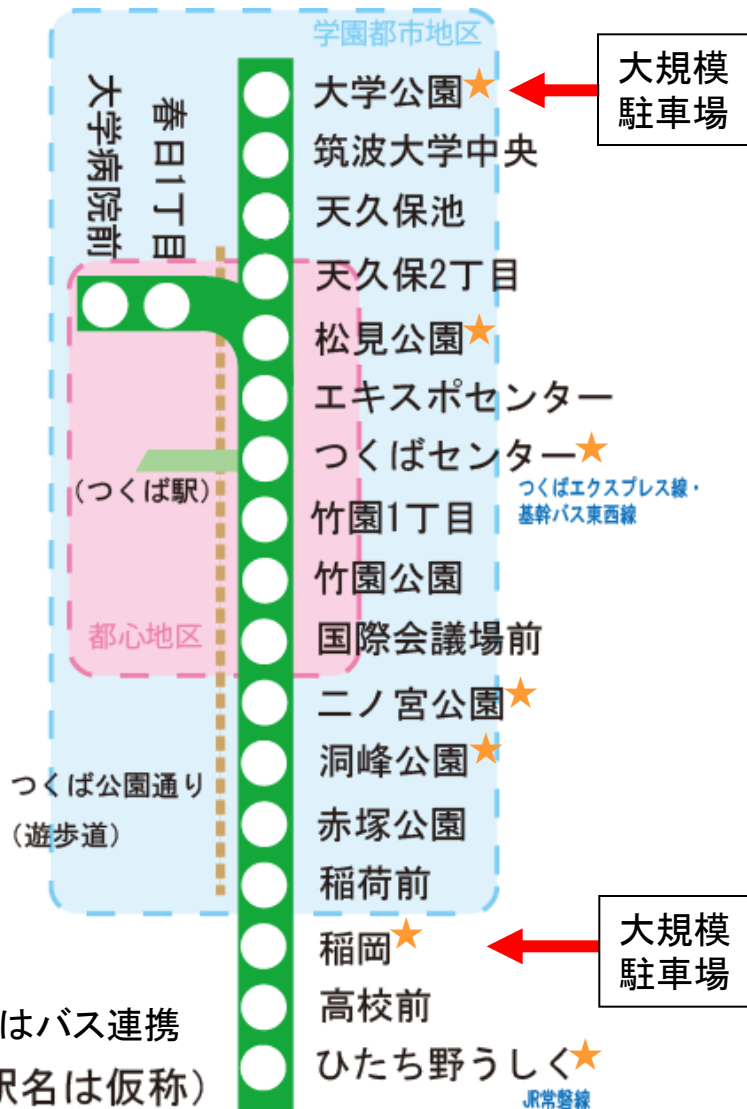 学園都市地区
大学公園★
大規模
駐車場
大学病院前
春日1丁目
筑波大学中央
天久保池
天久保2丁目
松見公園★
エキスポセンター
つくばセンター★
つくばエクスプレス線・
基幹バス東西線
(つくば駅)
竹園1丁目
竹園公園
都心地区
国際会議場前
二ノ宮公園★
洞峰公園★
つくば公園通り
(遊歩道)
赤塚公園
稲荷前
稲岡★
大規模
駐車場
高校前
はバス連携
ひたち野うしく★
JR常磐線
駅名は仮称)